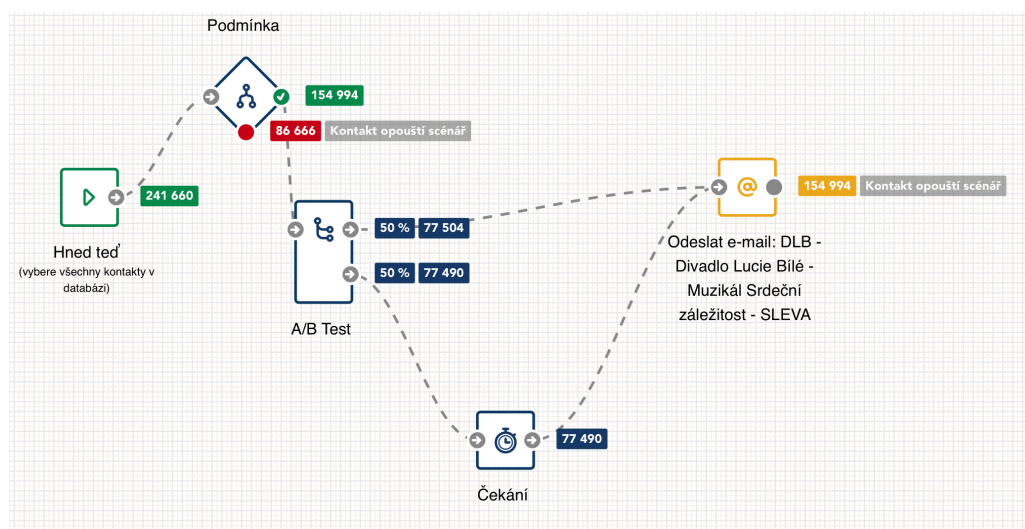 Podmínka
154 994
86 666 Kontakt opouští scénář
241 660
Hned teď
(vybere všechny kontakty v
databázi)
50 % 77 504
50 % 77 490
A/B Test
@ 154 994 Kontakt opouští scénář
Odeslat e-mail: DLB -
Divadlo Lucie Bílé -
Muzikál Srdeční
záležitost - SLEVA
77 490
Čekání